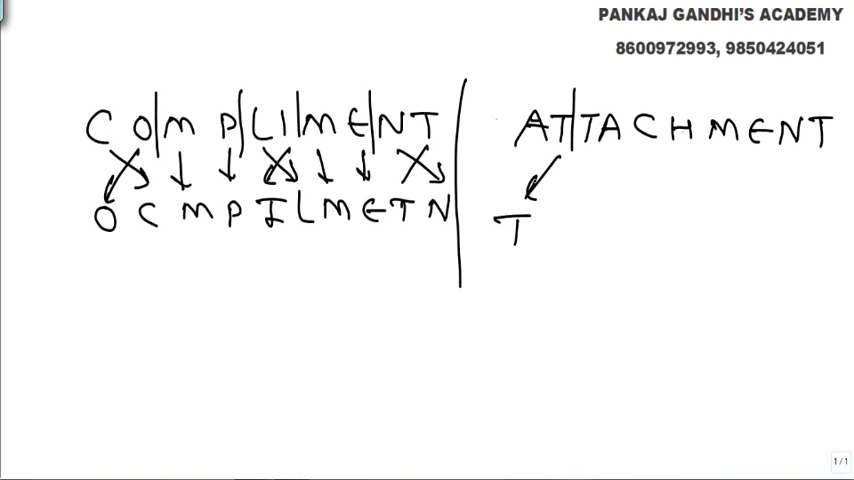 PANKAJ GANDHI'S ACADEMY
8600972993, 9850424051
COMPLIMENT ATTACHMENT
OCMPILMETN T
1/1